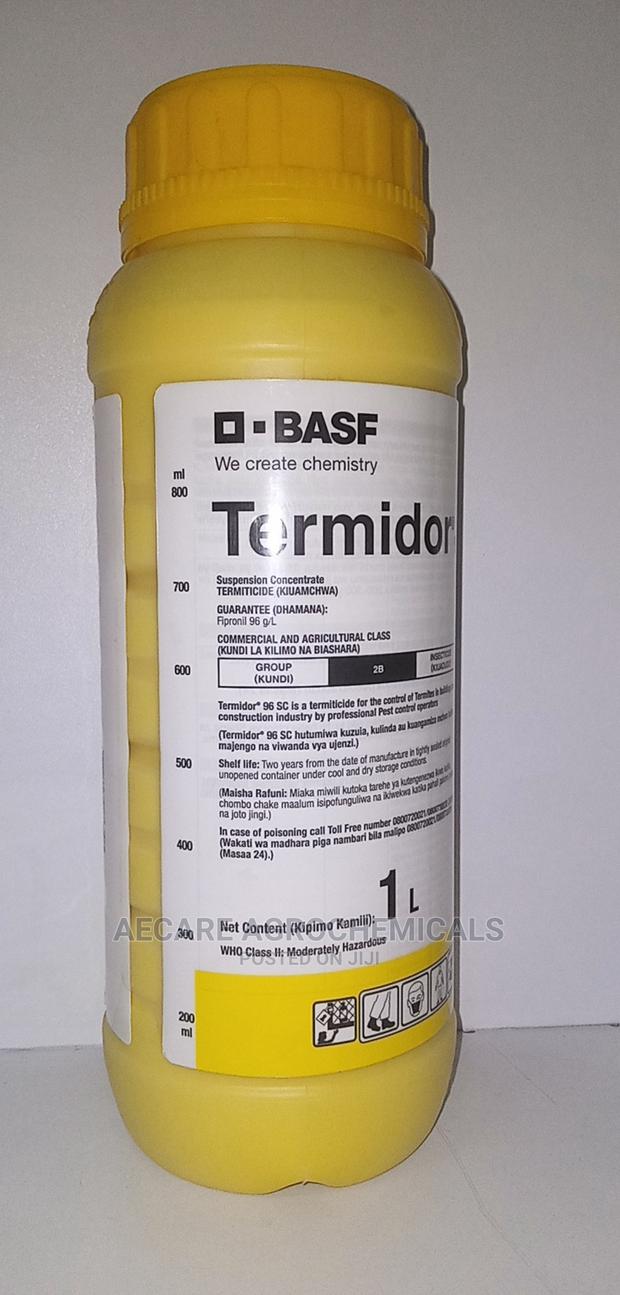 BASF
We create chemistry
Termidor
Suspension Concentrate
TERMITICIDE (KIUAMCHWA)
GUARANTEE (DHAMANA):
Fipronil 96 g/L
COMMERCIAL AND AGRICULTURAL CLASS
(KUNDI LA KILIMO NA BIASHARA)
GROUP
(KUNDI)
2B
Termidor® 96 SC is a termiticide for the control of Termites in
construction industry by professional Pest control operators
(Termidor® 96 SC hutumiwa kuzuia, kulinda au kuangamiza
majengo na viwanda vya ujenzi.)
Shelf life: Two years from the date of manufacture in tightly sealed
unopened container under cool and dry storage conditions.
(Maisha Rafuni: Miaka miwili kutoka tarehe ya kutengenezwa
chombo chake maalum isipofunguliwa na ikiwekwa katika
na joto jingi.)
In case of poisoning call Toll Free number 0800720021/
(Wakati wa madhara piga nambari bila malipo 0800720021/
(Masaa 24).)
Net Content (Kipimo Kamili): 1 L
WHO Class II: Moderately Hazardous
ml
800
700
600
500
400
300
200
ml
AECARE AGROCHEMICALS
POSTED ON JIJI